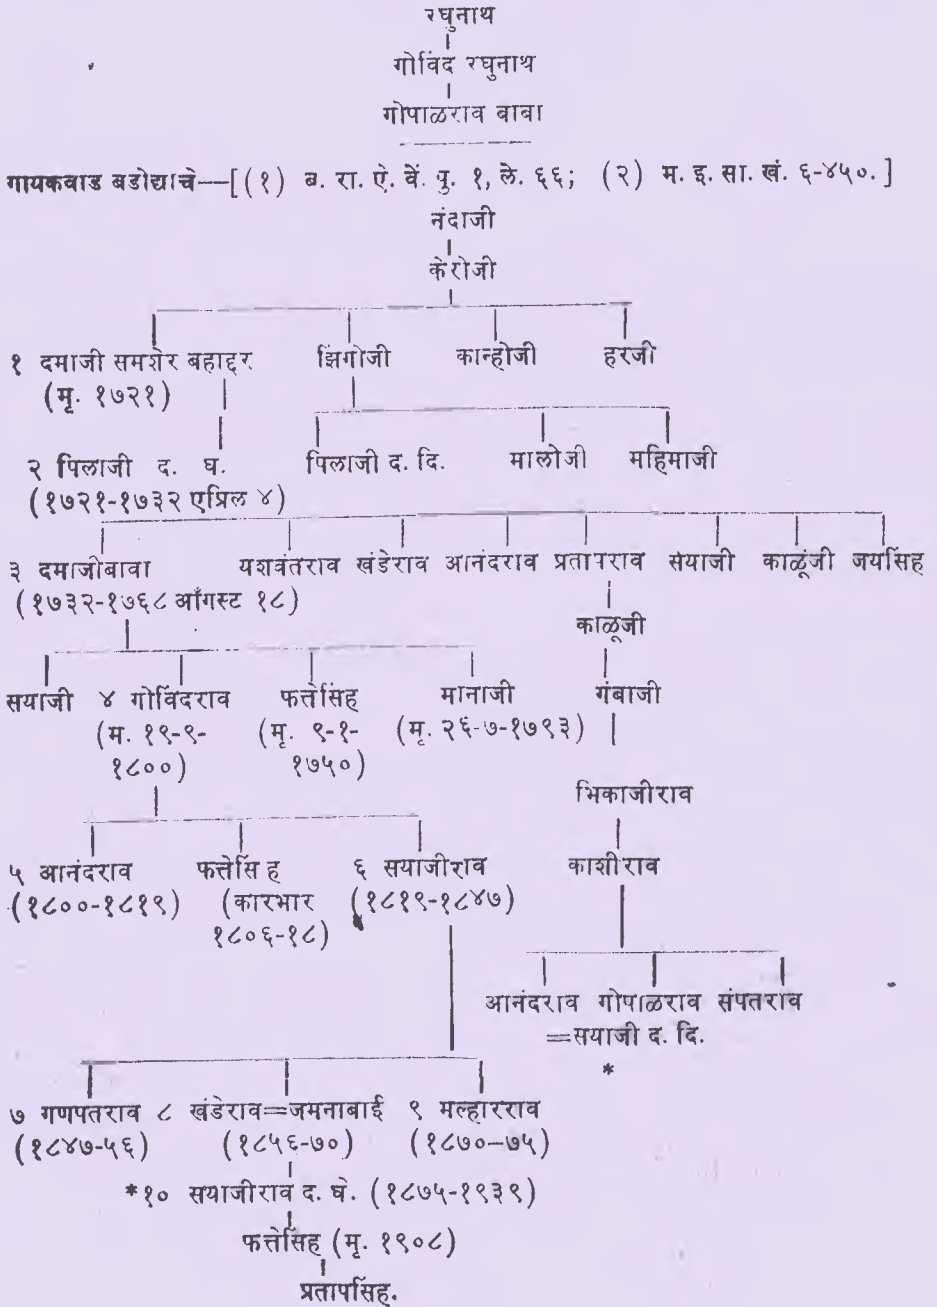 रघुनाथ
गोविंद रघुनाथ
गोपाळराव बाबा
गायकवाड बडोद्याचे—[(१) ब. रा. ऐ. वें. पु. १, ले. ६६; (२) म. इ. सा. खं. ६-४५०.]
नंदाजी
केरोजी
१ दमाजी समशेर बहाद्दर झिंगोजी कान्होजी हरजी
(मृ. १७२१)
२ पिलाजी द. घ. पिलाजी द. दि. मालोजी महिमाजी
(१७२१-१७३२ एप्रिल ४)
३ दमाजीबावा यशवंतराव खंडेराव आनंदराव प्रतापराव सयाजी काळूंजी जयसिंह
(१७३२-१७६८ ऑगस्ट १८)
काळूजी
सयाजी ४ गोविंदराव फत्तेसिंह मानाजी गंबाजी
(म. १९-९- (मृ. ९-१- (मृ. २६-७-१७९३)
१८००) १७५०)
भिकाजीराव
५ आनंदराव फत्तेसिंह ६ सयाजीराव काशीराव
(१८००-१८१९) (कारभार (१८१९-१८४७)
१८०६-१८)
आनंदराव गोपाळराव संपतराव
=सयाजी द. दि.
*
७ गणपतराव ८ खंडेराव=जमनाबाई ९ मल्हारराव
(१८४७-५६) (१८५६-७०) (१८७०-७५)
*१० सयाजीराव द. घे. (१८७५-१९३९)
फत्तेसिंह (मृ. १९०८)
प्रतापसिंह.